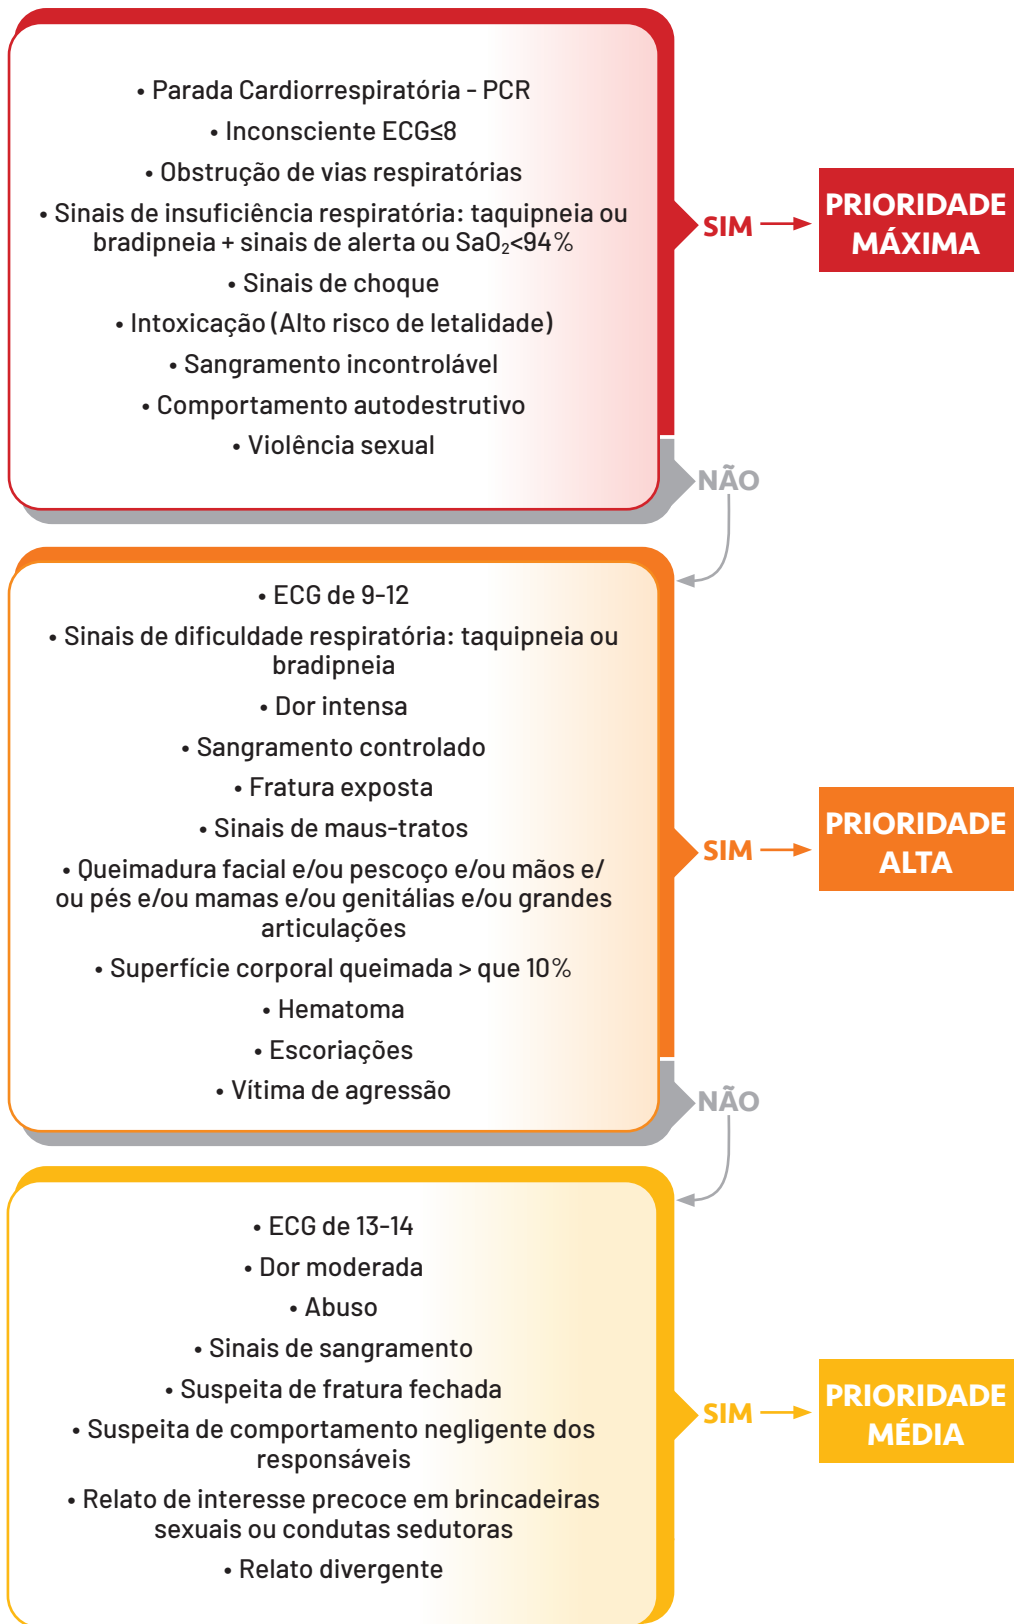 • Parada Cardiorrespiratória - PCR
• Inconsciente ECG≤8
• Obstrução de vias respiratórias
• Sinais de insuficiência respiratória: taquipneia ou
bradipneia + sinais de alerta ou SaO₂<94%
• Sinais de choque
• Intoxicação (Alto risco de letalidade)
• Sangramento incontrolável
• Comportamento autodestrutivo
• Violência sexual
SIM
PRIORIDADE
MÁXIMA
NÃO
• ECG de 9-12
• Sinais de dificuldade respiratória: taquipneia ou
bradipneia
• Dor intensa
• Sangramento controlado
• Fratura exposta
• Sinais de maus-tratos
• Queimadura facial e/ou pescoço e/ou mãos e/
ou pés e/ou mamas e/ou genitálias e/ou grandes
articulações
• Superfície corporal queimada > que 10%
• Hematoma
• Escoriações
• Vítima de agressão
SIM
PRIORIDADE
ALTA
NÃO
• ECG de 13-14
• Dor moderada
• Abuso
• Sinais de sangramento
• Suspeita de fratura fechada
• Suspeita de comportamento negligente dos
responsáveis
• Relato de interesse precoce em brincadeiras
sexuais ou condutas sedutoras
• Relato divergente
SIM
PRIORIDADE
MÉDIA